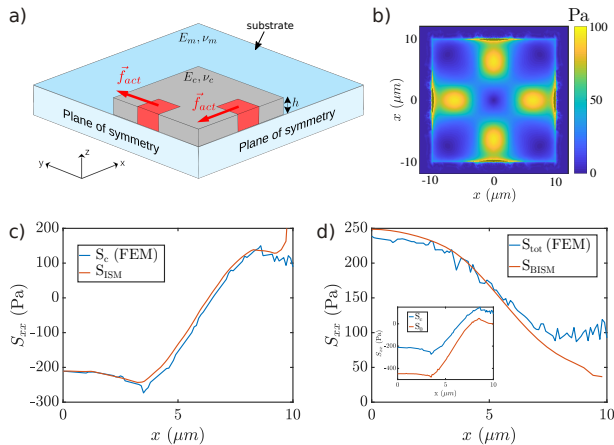 a)
substrate
E_m, ν_m
E_c, ν_c
f_act
f_act
h
Plane of symmetry
Plane of symmetry
z
y
x
b)
Pa
10
0
-10
x (μm)
-10
0
10
x (μm)
100
50
0
c)
200
100
0
-100
-200
-300
S_xx (Pa)
S_c (FEM)
S_ISM
0
5
10
x (μm)
d)
250
200
150
100
50
0
S_xx (Pa)
S_tot (FEM)
S_BISM
S_c
S_0
0
-200
-400
S_xx (Pa)
0
5
10
x (μm)
0
5
10
x (μm)